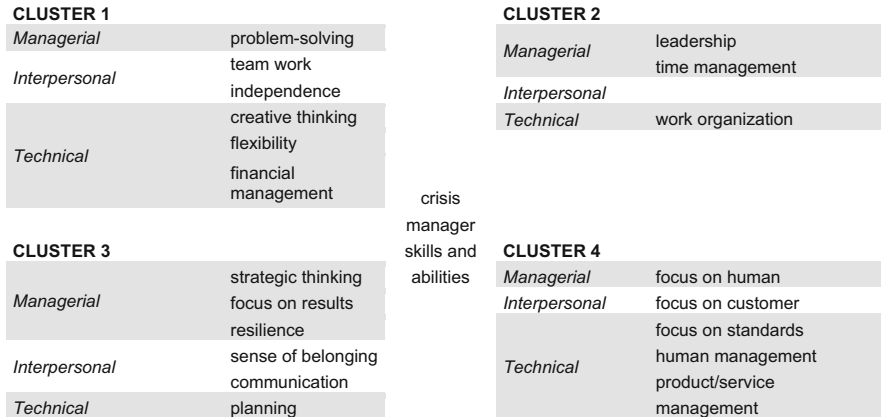 CLUSTER 1
Managerial problem-solving
Interpersonal team work
independence
Technical creative thinking
flexibility
financial
management
CLUSTER 2
Managerial leadership
time management
Interpersonal
Technical work organization
crisis
manager
skills and
abilities
CLUSTER 3
Managerial strategic thinking
focus on results
resilience
Interpersonal sense of belonging
communication
Technical planning
CLUSTER 4
Managerial focus on human
Interpersonal focus on customer
Technical focus on standards
human management
product/service
management